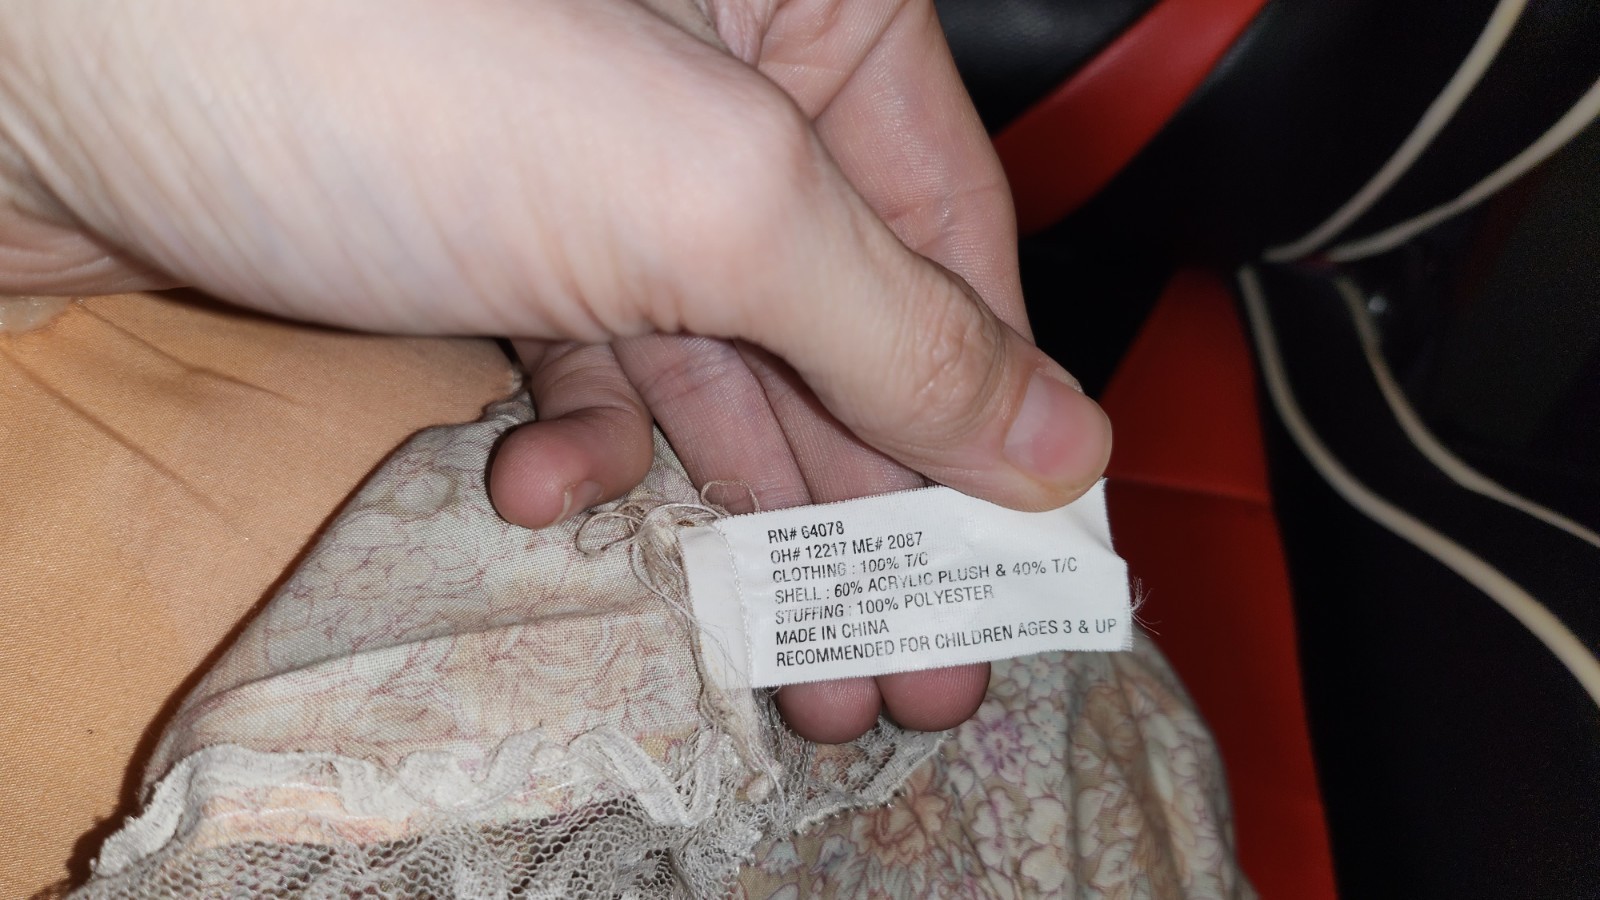 RN# 64078
OH# 12217 ME# 2087
CLOTHING : 100% T/C
SHELL : 60% ACRYLIC PLUSH & 40% T/C
STUFFING : 100% POLYESTER
MADE IN CHINA
RECOMMENDED FOR CHILDREN AGES 3 & UP